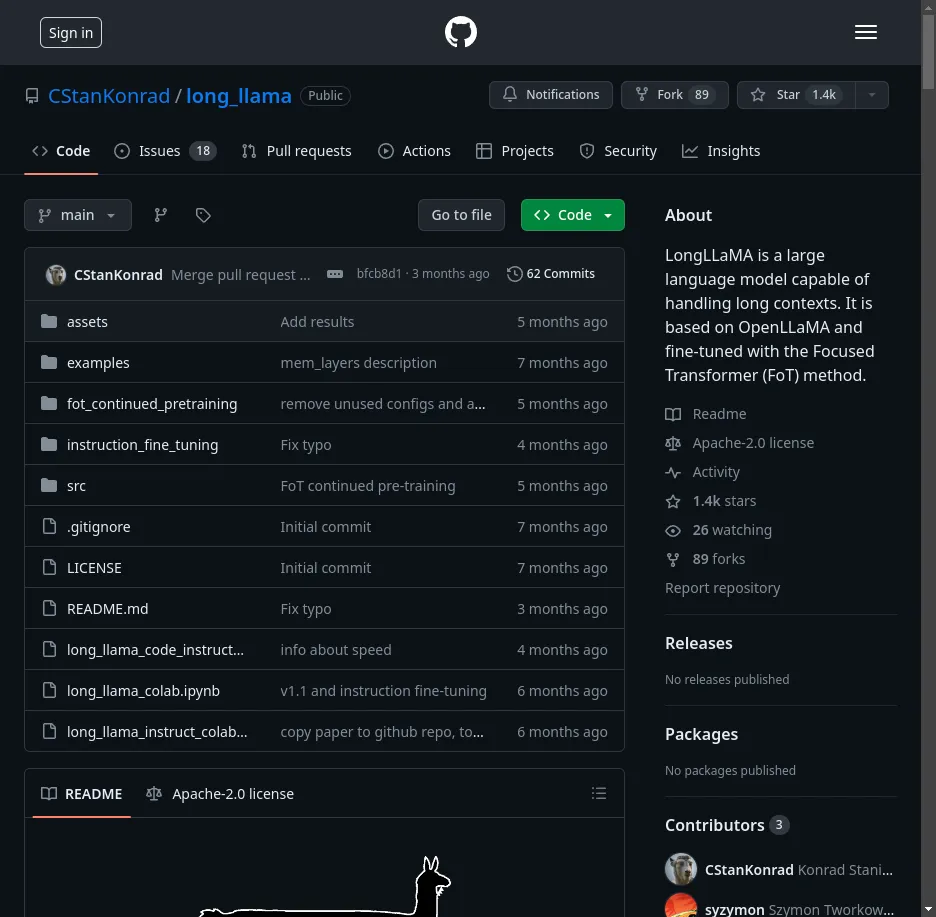 Sign in
CStanKonrad / long_llama Public
Notifications Fork 89 Star 1.4k
Code Issues 18 Pull requests Actions Projects Security Insights
main Go to file Code
CStanKonrad Merge pull request ... bfcb8d1 · 3 months ago 62 Commits
assets Add results 5 months ago
examples mem_layers description 7 months ago
fot_continued_pretraining remove unused configs and a... 5 months ago
instruction_fine_tuning Fix typo 4 months ago
src FoT continued pre-training 5 months ago
.gitignore Initial commit 7 months ago
LICENSE Initial commit 7 months ago
README.md Fix typo 3 months ago
long_llama_code_instruct... info about speed 4 months ago
long_llama_colab.ipynb v1.1 and instruction fine-tuning 6 months ago
long_llama_instruct_colab... copy paper to github repo, to... 6 months ago
README Apache-2.0 license
About
LongLLaMA is a large
language model capable of
handling long contexts. It is
based on OpenLLaMA and
fine-tuned with the Focused
Transformer (FoT) method.
Readme
Apache-2.0 license
Activity
1.4k stars
26 watching
89 forks
Report repository
Releases
No releases published
Packages
No packages published
Contributors 3
CStanKonrad Konrad Stani...
syzymon Szymon Tworkow...